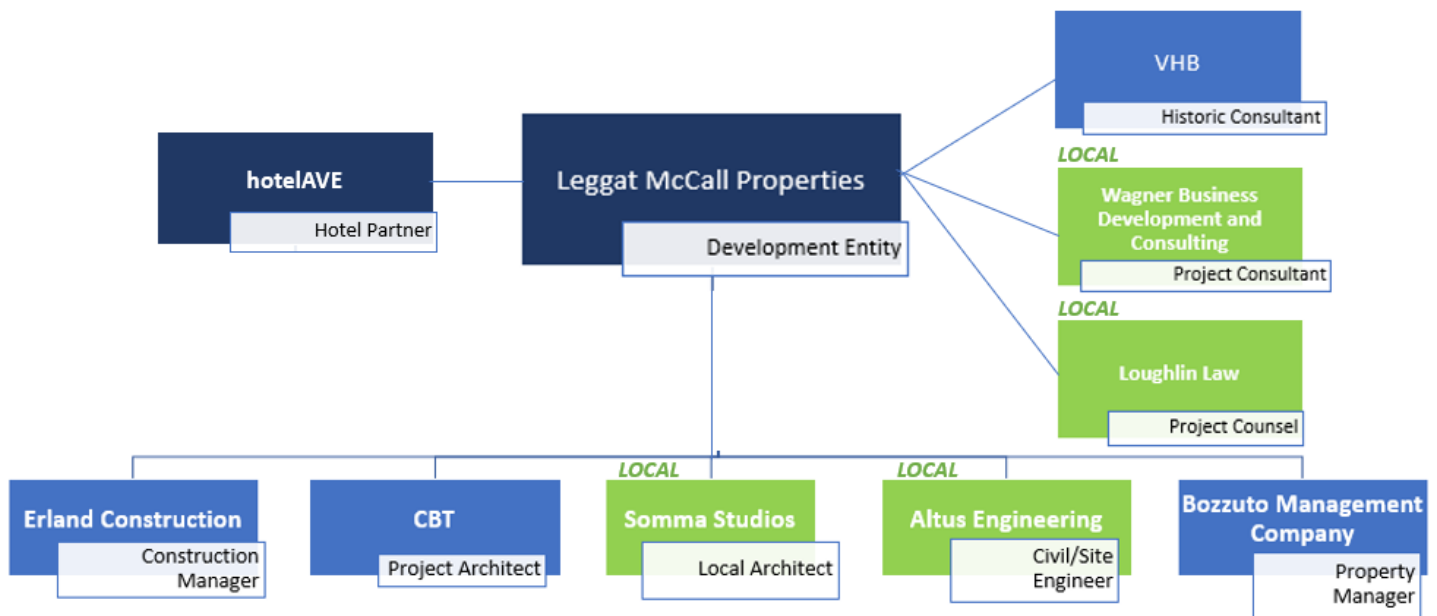 VHB
Historic Consultant
hotelAVE
Hotel Partner
Leggat McCall Properties
Development Entity
LOCAL
Wagner Business
Development and
Consulting
Project Consultant
LOCAL
Loughlin Law
Project Counsel
Erland Construction
Construction
Manager
CBT
Project Architect
LOCAL
Somma Studios
Local Architect
LOCAL
Altus Engineering
Civil/Site
Engineer
Bozzuto Management
Company
Property
Manager